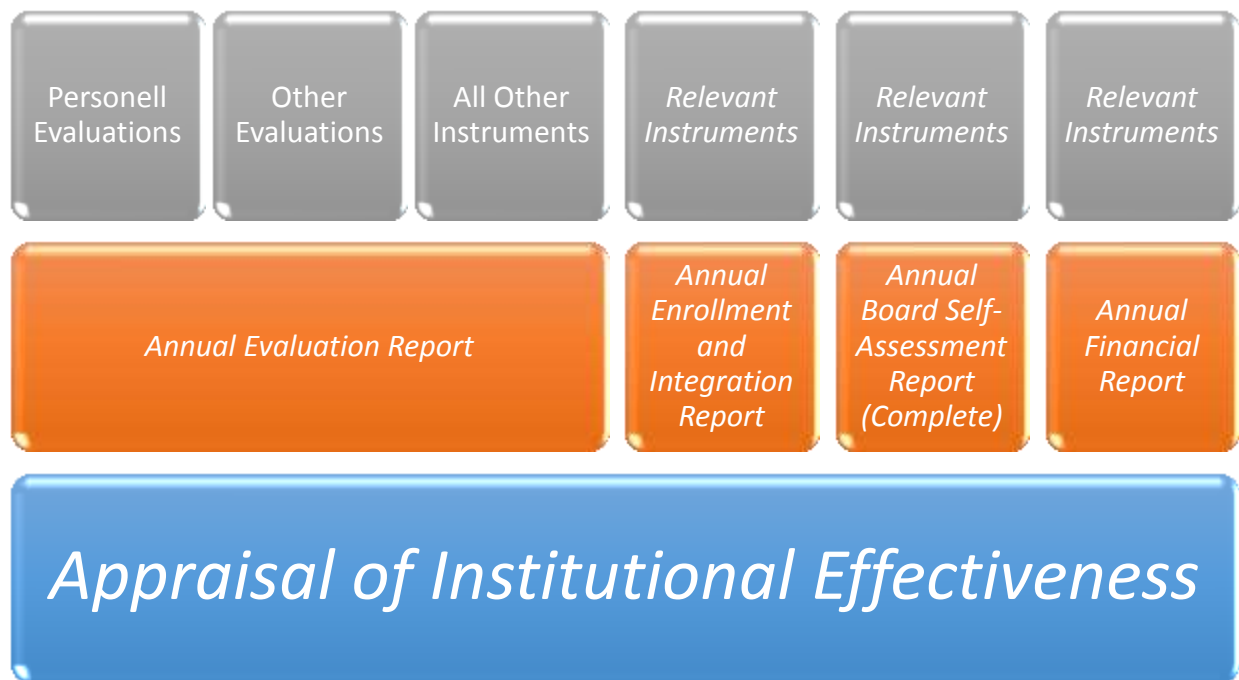 Personell
Evaluations
Other
Evaluations
All Other
Instruments
Relevant
Instruments
Relevant
Instruments
Relevant
Instruments
Annual Evaluation Report
Annual
Enrollment
and
Integration
Report
Annual
Board Self-
Assessment
Report
(Complete)
Annual
Financial
Report
Appraisal of Institutional Effectiveness